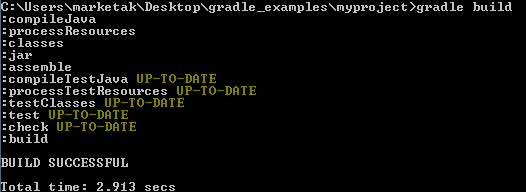 C:\Users\marketak\Desktop\gradle_examples\myproject>gradle build
:compileJava
:processResources
:classes
:jar
:assemble
:compileTestJava UP-TO-DATE
:processTestResources UP-TO-DATE
:testClasses UP-TO-DATE
:test UP-TO-DATE
:check UP-TO-DATE
:build
BUILD SUCCESSFUL
Total time: 2.913 secs